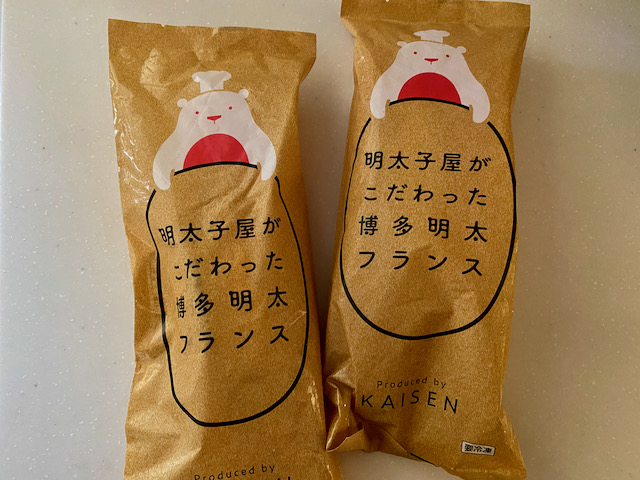 明太子屋が
こだわった
博多明太
フランス
Produced by
明太子屋が
こだわった
博多明太
フランス
Produced by
KAISEN
要冷凍